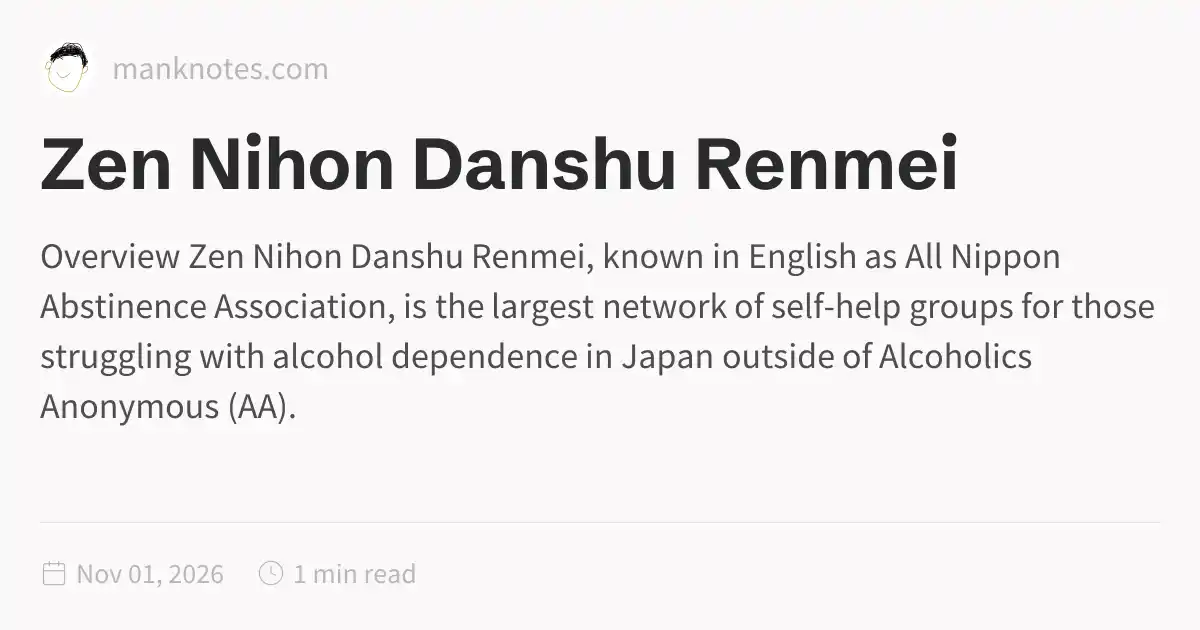 manknotes.com
Zen Nihon Danshu Renmei
Overview Zen Nihon Danshu Renmei, known in English as All Nippon
Abstinence Association, is the largest network of self-help groups for those
struggling with alcohol dependence in Japan outside of Alcoholics
Anonymous (AA).
Nov 01, 2026
1 min read